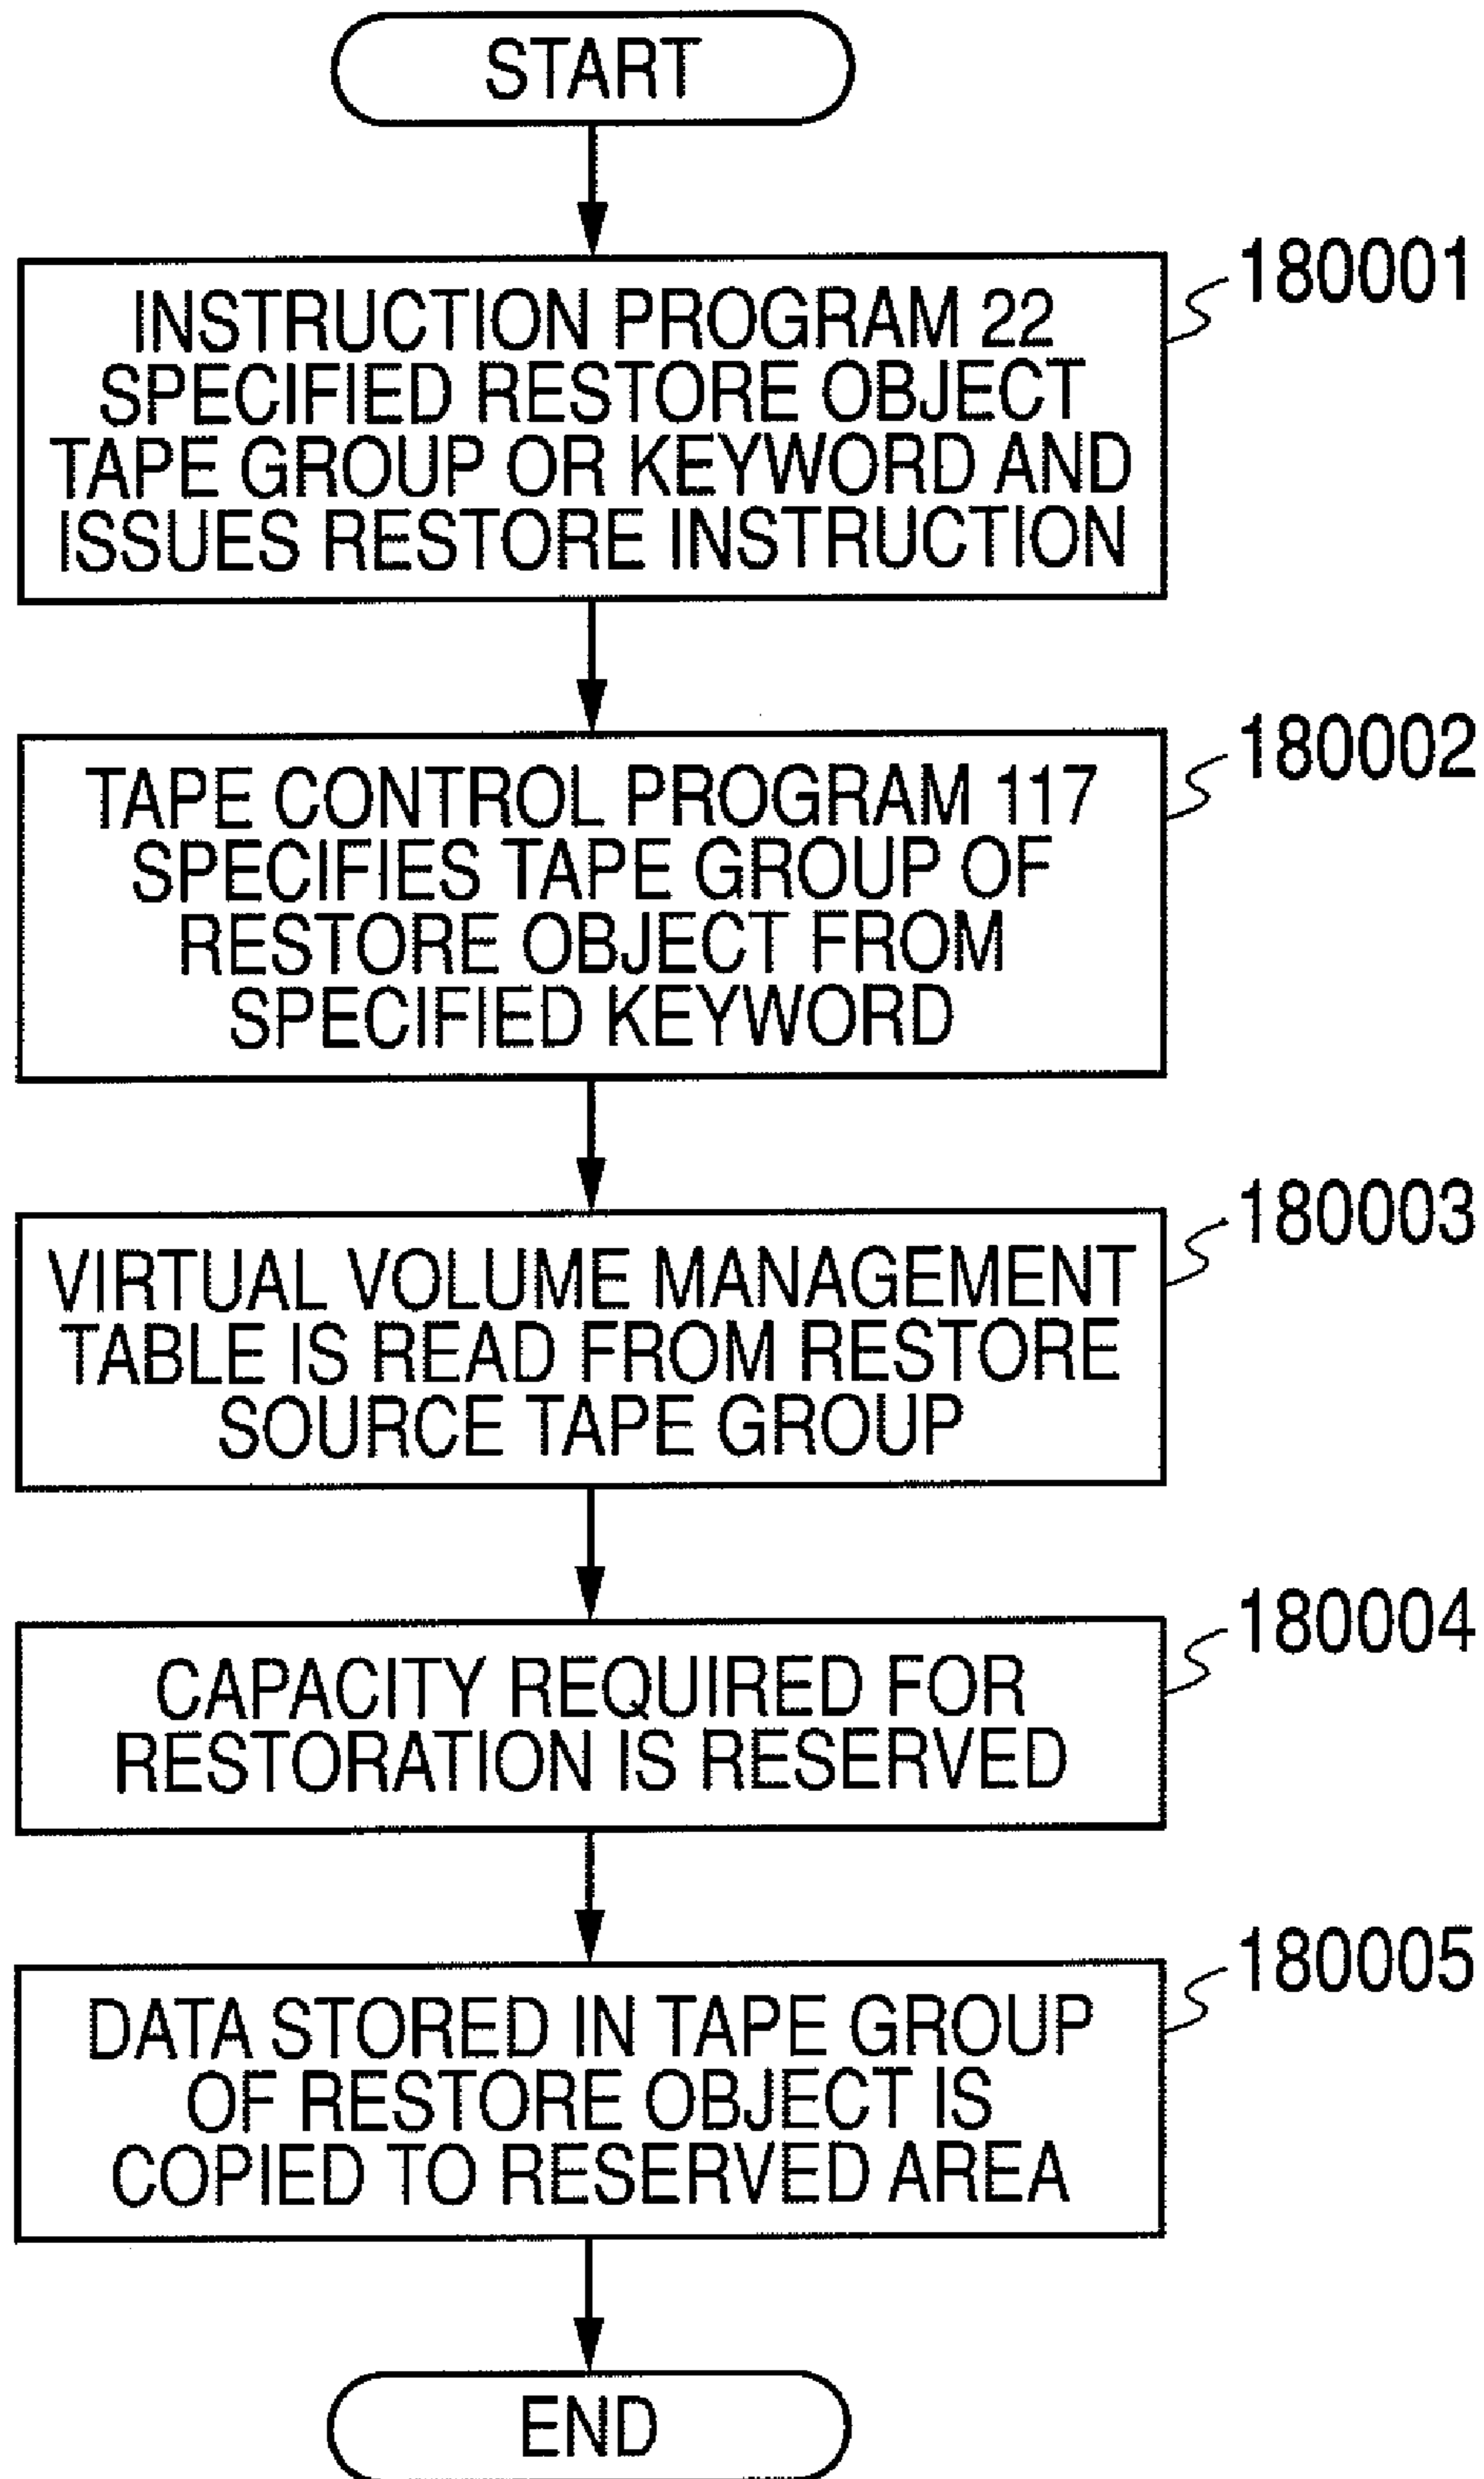 START
180001
INSTRUCTION PROGRAM 22
SPECIFIED RESTORE OBJECT
TAPE GROUP OR KEYWORD AND
ISSUES RESTORE INSTRUCTION
180002
TAPE CONTROL PROGRAM 117
SPECIFIES TAPE GROUP OF
RESTORE OBJECT FROM
SPECIFIED KEYWORD
180003
VIRTUAL VOLUME MANAGEMENT
TABLE IS READ FROM RESTORE
SOURCE TAPE GROUP
180004
CAPACITY REQUIRED FOR
RESTORATION IS RESERVED
180005
DATA STORED IN TAPE GROUP
OF RESTORE OBJECT IS
COPIED TO RESERVED AREA
END